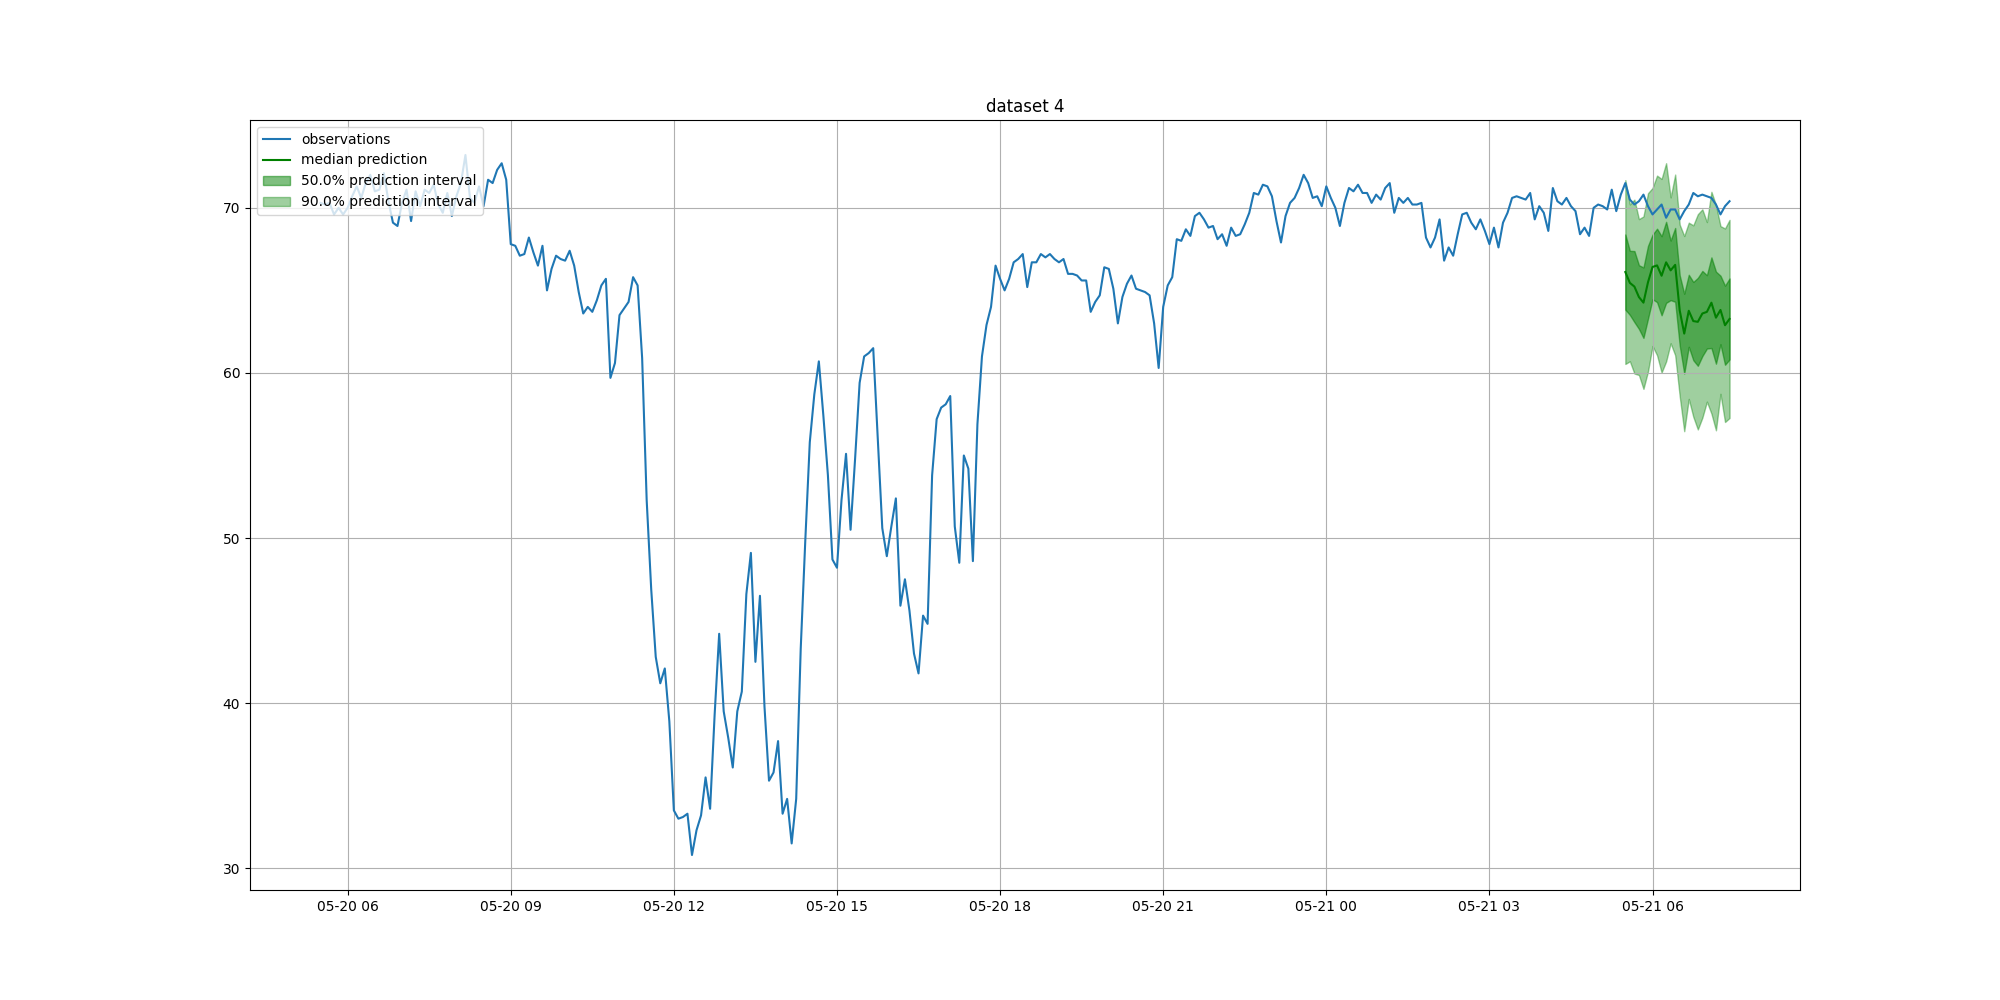 dataset 4
observations
median prediction
50.0% prediction interval
90.0% prediction interval
70
60
50
40
30
05-20 06
05-20 09
05-20 12
05-20 15
05-20 18
05-20 21
05-21 00
05-21 03
05-21 06